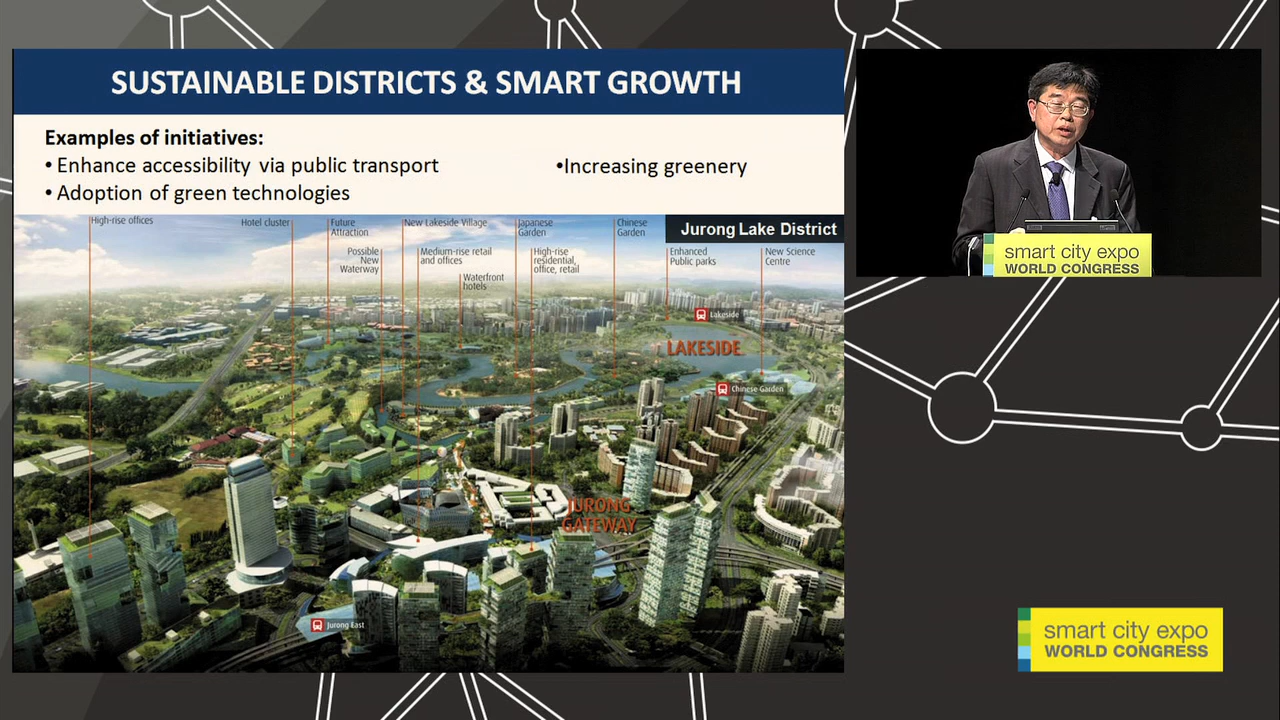 SUSTAINABLE DISTRICTS & SMART GROWTH
Examples of initiatives:
• Enhance accessibility via public transport
• Adoption of green technologies
•Increasing greenery
Jurong Lake District
High-rise offices
Hotel cluster
Future
Attraction
Possible
New
Waterway
New Lakeside Village
Medium-rise retail
and offices
Waterfront
hotels
Japanese
Garden
High-rise
residential,
office, retail
Chinese
Garden
Enhanced
Public parks
New Science
Centre
Lakeside
LAKESIDE
Chinese Garden
JURONG
GATEWAY
Jurong East
smart city expo
WORLD CONGRESS
smart city expo
WORLD CONGRESS